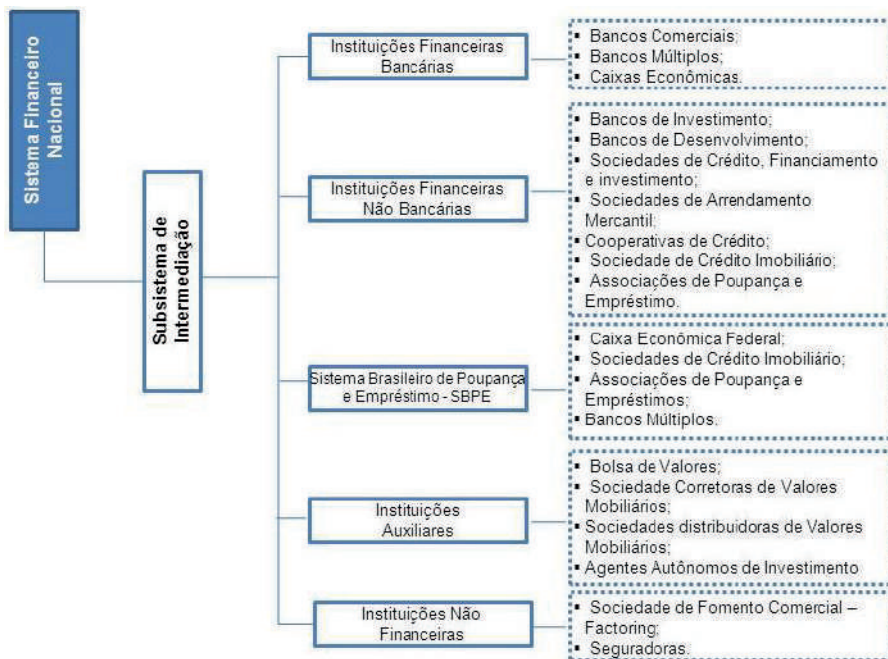 Sistema Financeiro
Nacional
Subsistema de
Intermediação
Instituições Financeiras
Bancárias
▪ Bancos Comerciais;
▪ Bancos Múltiplos;
▪ Caixas Econômicas.
Instituições Financeiras
Não Bancárias
▪ Bancos de Investimento;
▪ Bancos de Desenvolvimento;
▪ Sociedades de Crédito, Financiamento
e investimento;
▪ Sociedades de Arrendamento
Mercantil;
▪ Cooperativas de Crédito;
▪ Sociedade de Crédito Imobiliário;
▪ Associações de Poupança e
Empréstimo.
Sistema Brasileiro de Poupança
e Empréstimo - SBPE
▪ Caixa Econômica Federal;
▪ Sociedades de Crédito Imobiliário;
▪ Associações de Poupança e
Empréstimos;
▪ Bancos Múltiplos.
Instituições
Auxiliares
▪ Bolsa de Valores;
▪ Sociedade Corretoras de Valores
Mobiliários;
▪ Sociedades distribuidoras de Valores
Mobiliários;
▪ Agentes Autônomos de Investimento
Instituições Não
Financeiras
▪ Sociedade de Fomento Comercial –
Factoring;
▪ Seguradoras.